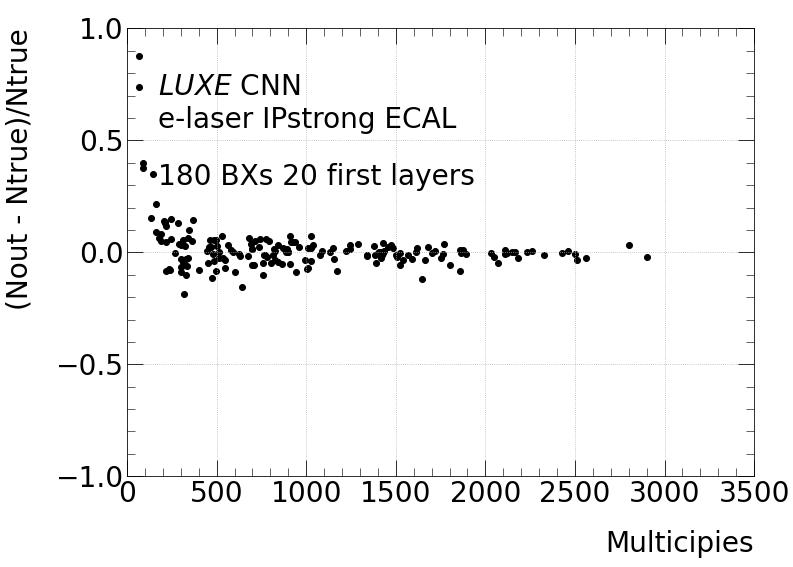 (Nout - Ntrue)/Ntrue
1.0
0.5
0.0
−0.5
−1.0
LUXE CNN
e-laser IPstrong ECAL
180 BXs 20 first layers
0 500 1000 1500 2000 2500 3000 3500
Multicipies